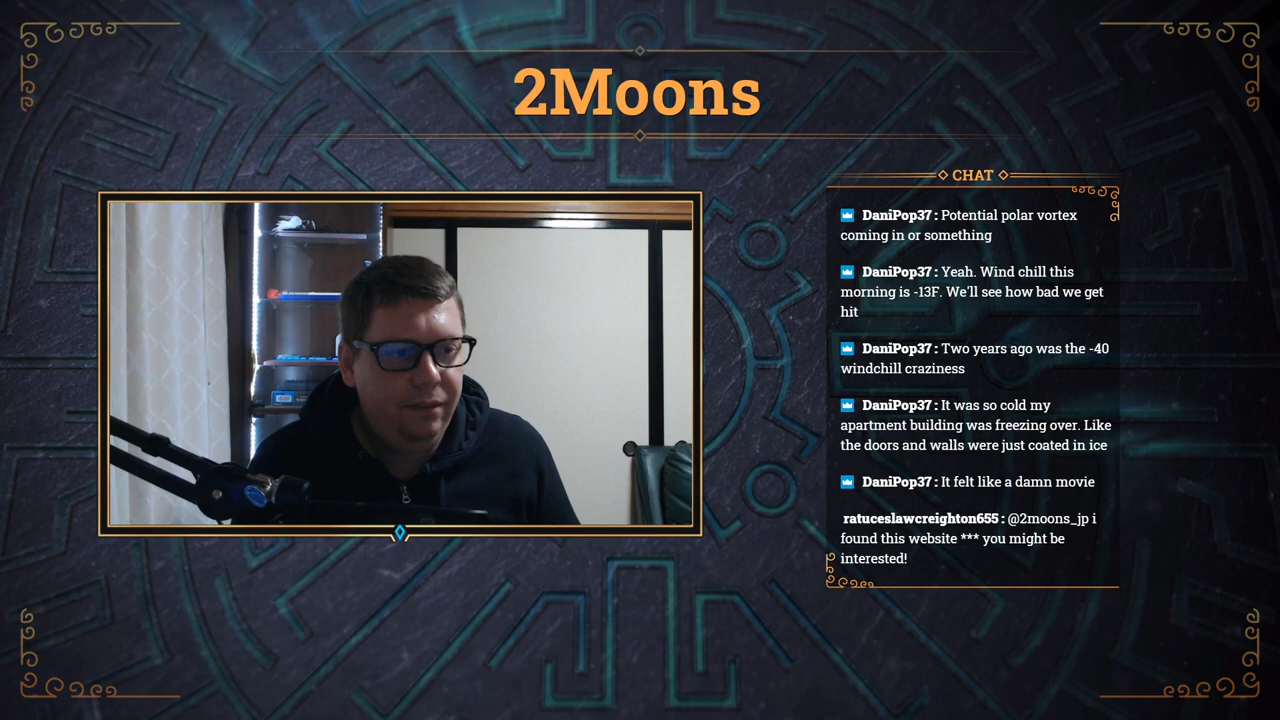 2Moons
CHAT
DaniPop37 : Potential polar vortex
coming in or something
DaniPop37 : Yeah. Wind chill this
morning is -13F. We'll see how bad we get
hit
DaniPop37 : Two years ago was the -40
windchill craziness
DaniPop37 : It was so cold my
apartment building was freezing over. Like
the doors and walls were just coated in ice
DaniPop37 : It felt like a damn movie
ratuceslawcreighton655 : @2moons_jp i
found this website *** you might be
interested!